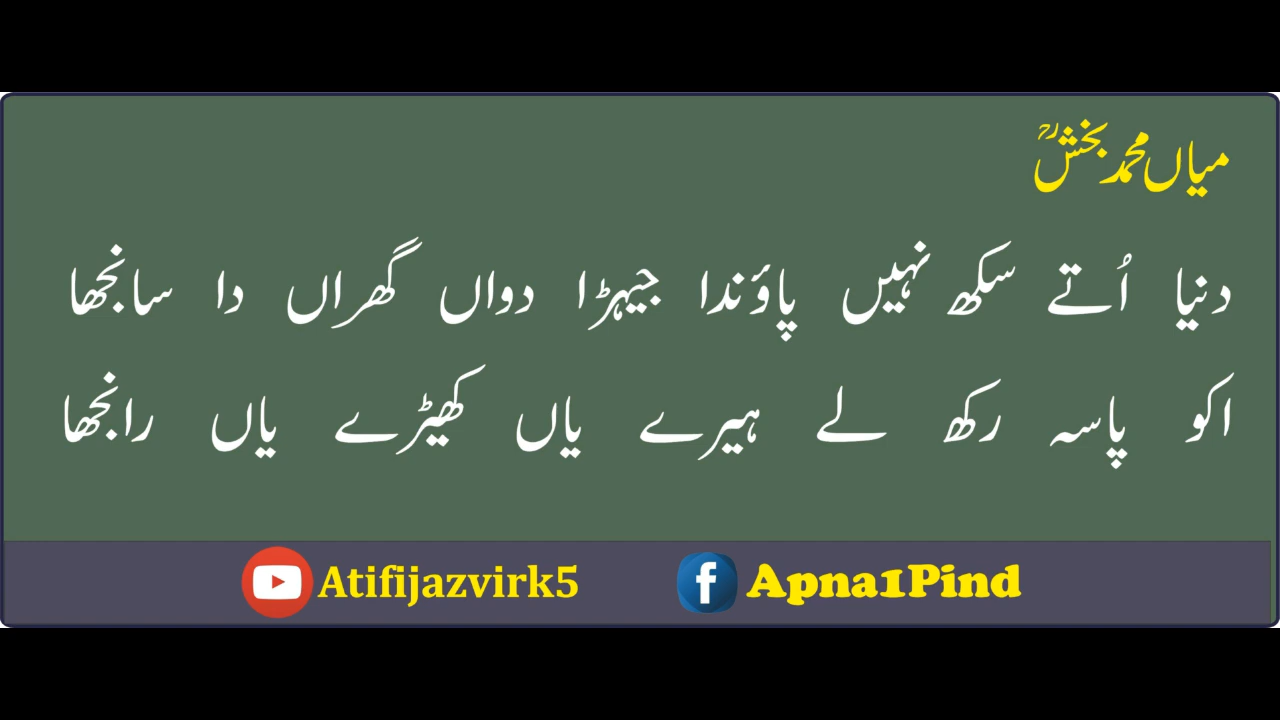 میاں محمد بخشؒ
دنیا اُتے سکھ نہیں پاؤندا جیہڑا دواں گھراں دا سانجھا
اکو پاسہ رکھ لے ہیرے یاں کھیڑے یاں رانجھا
Atifijazvirk5 Apna1Pind